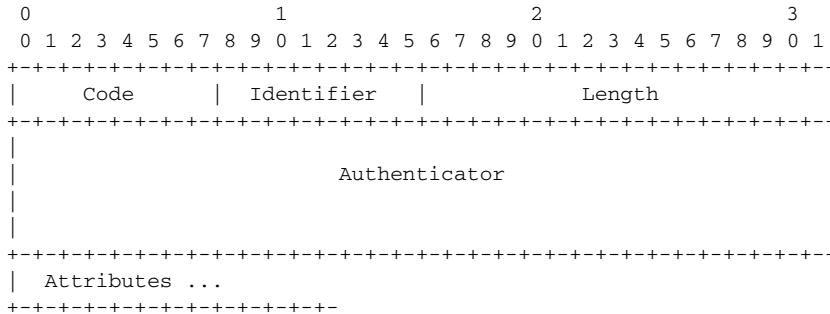 0                   1                   2                   3
 0 1 2 3 4 5 6 7 8 9 0 1 2 3 4 5 6 7 8 9 0 1 2 3 4 5 6 7 8 9 0 1
+-+-+-+-+-+-+-+-+-+-+-+-+-+-+-+-+-+-+-+-+-+-+-+-+-+-+-+-+-+-+-+--
|     Code      |  Identifier   |            Length
+-+-+-+-+-+-+-+-+-+-+-+-+-+-+-+-+-+-+-+-+-+-+-+-+-+-+-+-+-+-+-+--
|
|                         Authenticator
|
|
+-+-+-+-+-+-+-+-+-+-+-+-+-+-+-+-+-+-+-+-+-+-+-+-+-+-+-+-+-+-+-+--
|  Attributes ...
+-+-+-+-+-+-+-+-+-+-+-+-+-